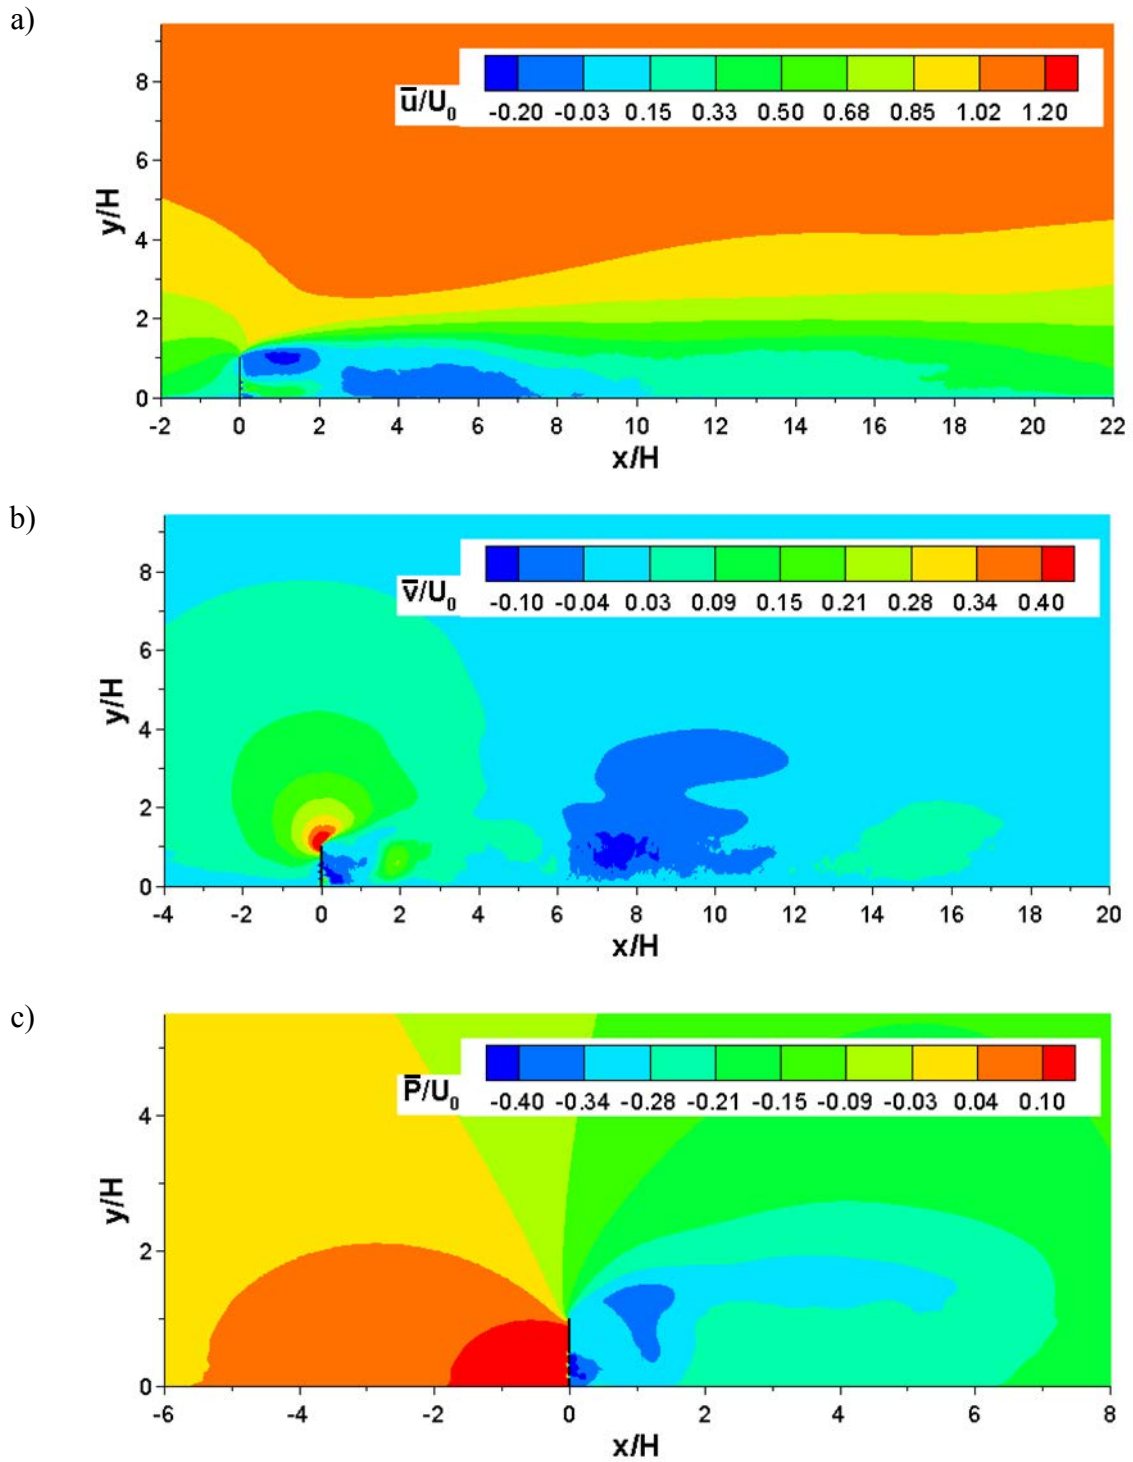 a)
8
6
4
2
0
y/H
u̅/U₀
-0.20 -0.03 0.15 0.33 0.50 0.68 0.85 1.02 1.20
-2 0 2 4 6 8 10 12 14 16 18 20 22
x/H
b)
8
6
4
2
0
y/H
v̅/U₀
-0.10 -0.04 0.03 0.09 0.15 0.21 0.28 0.34 0.40
-4 -2 0 2 4 6 8 10 12 14 16 18 20
x/H
c)
4
2
0
y/H
P̅/U₀
-0.40 -0.34 -0.28 -0.21 -0.15 -0.09 -0.03 0.04 0.10
-6 -4 -2 0 2 4 6 8
x/H